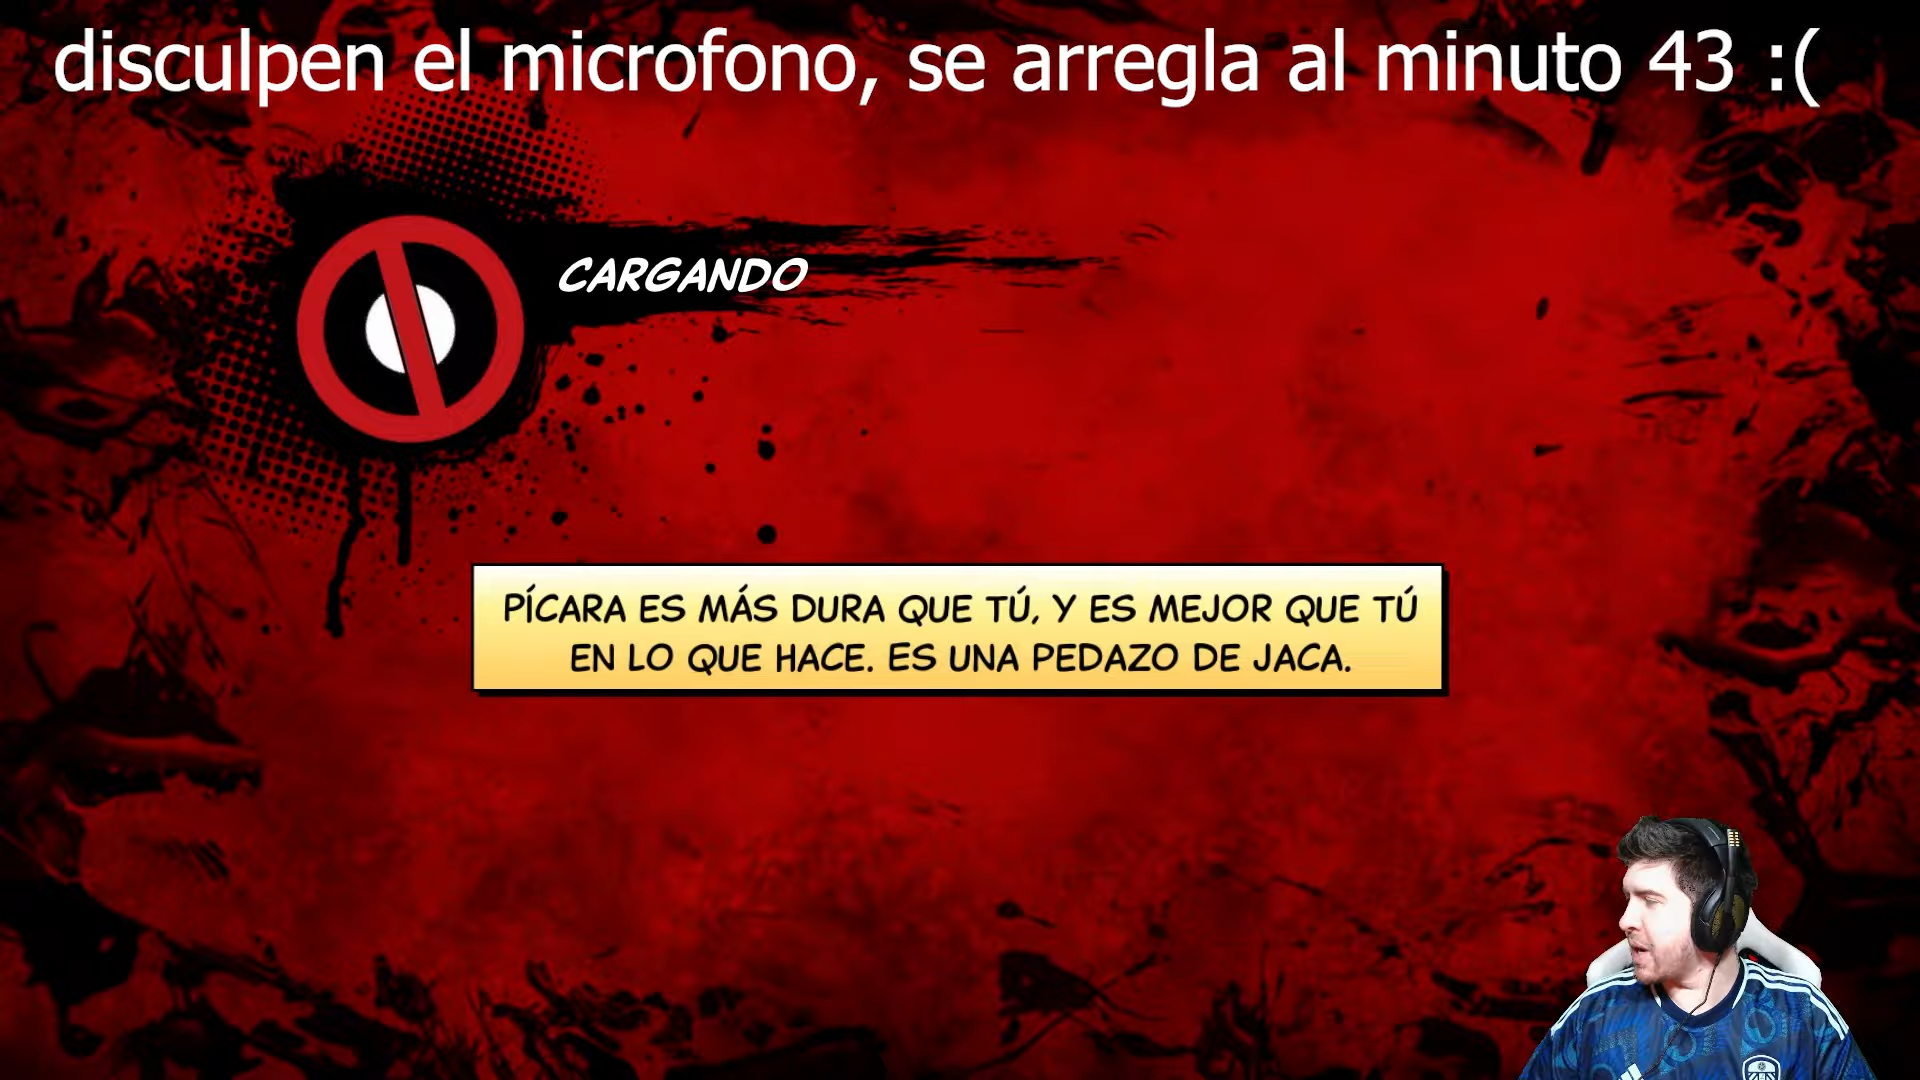 disculpen el microfono, se arregla al minuto 43 :(
CARGANDO
PÍCARA ES MÁS DURA QUE TÚ, Y ES MEJOR QUE TÚ
EN LO QUE HACE. ES UNA PEDAZO DE JACA.